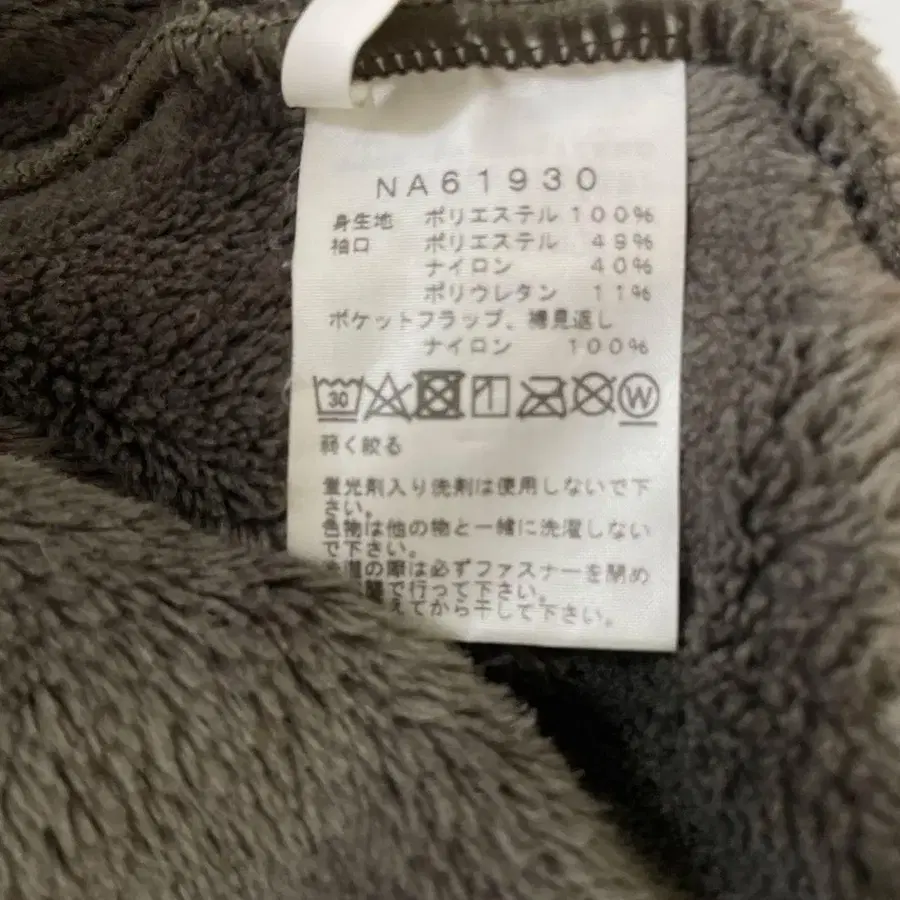 NA61930
身生地 ポリエステル 100%
袖口 ポリエステル 49%
ナイロン 40%
ポリウレタン 11%
ポケットフラップ、裾見返し
ナイロン 100%
30 W
弱く絞る
蛍光剤入り洗剤は使用しないで下
さい。
色物は他の物と一緒に洗濯しない
で下さい。
濯の際は必ずファスナーを閉め
で行って下さい。
えてから干して下さい。